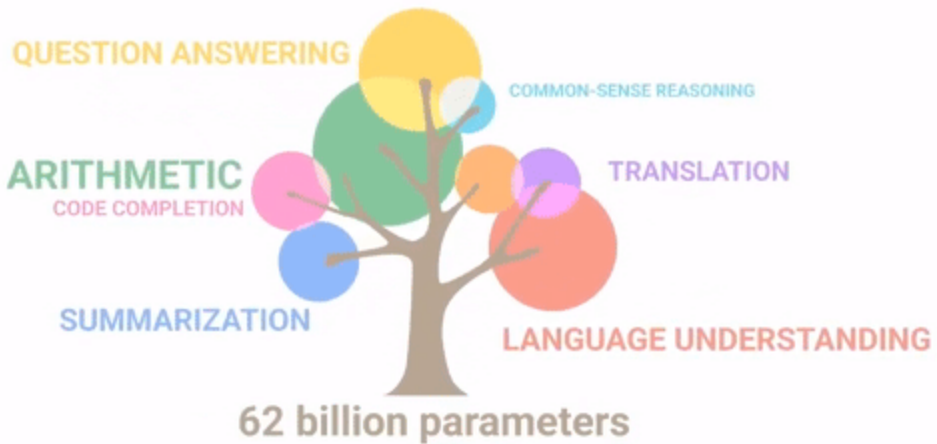 QUESTION ANSWERING
COMMON-SENSE REASONING
ARITHMETIC
TRANSLATION
CODE COMPLETION
SUMMARIZATION
LANGUAGE UNDERSTANDING
62 billion parameters